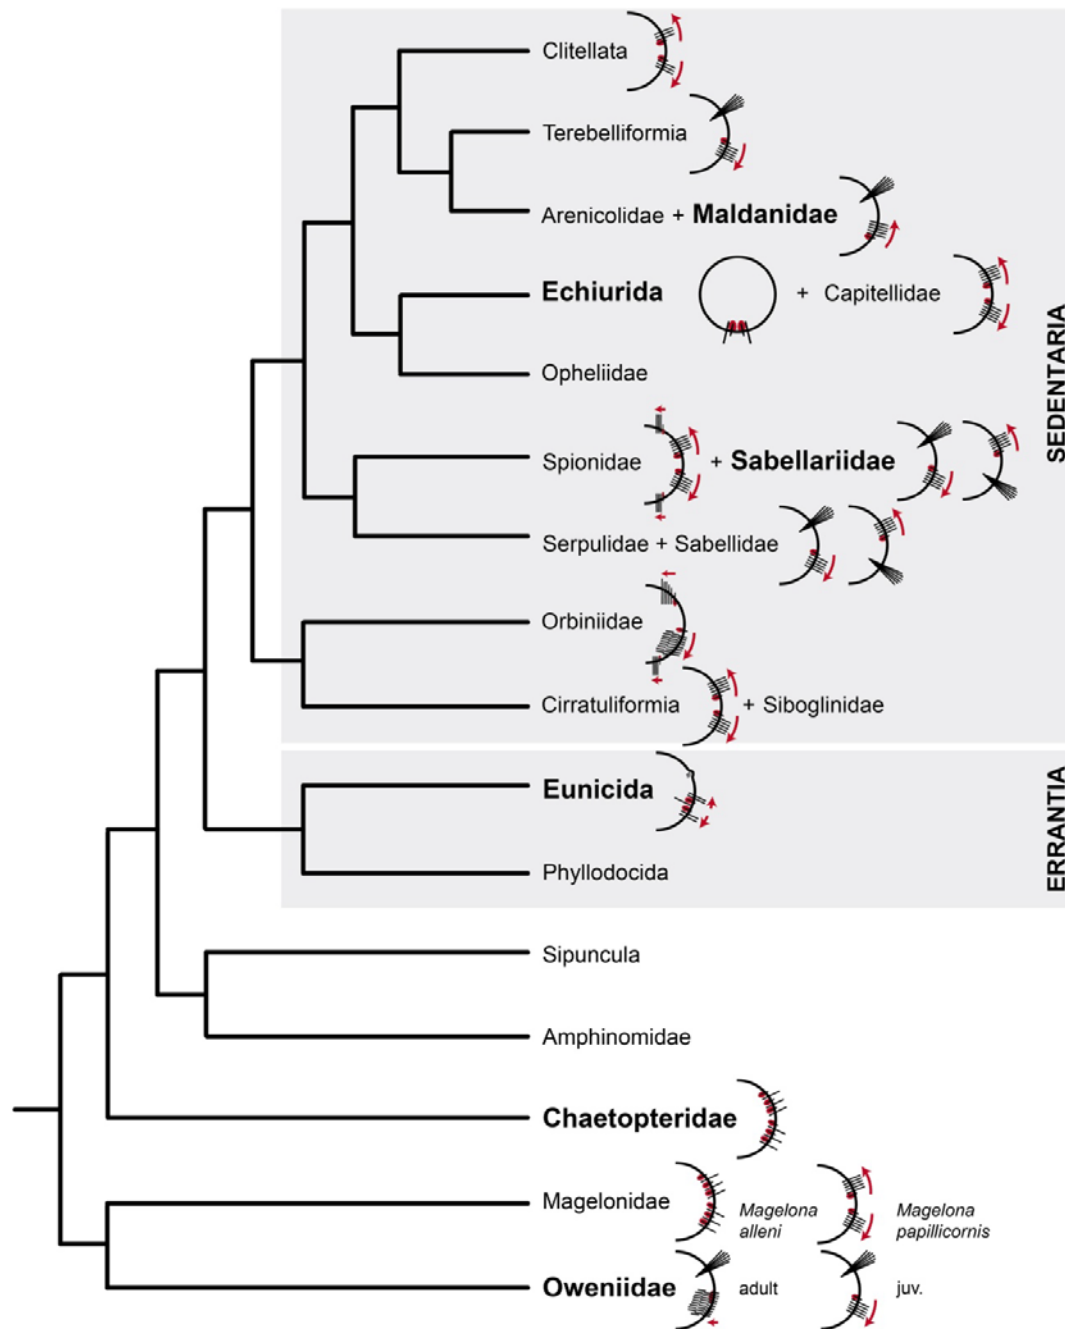 Clitellata
Terebelliformia
Arenicolidae + Maldanidae
Echiurida + Capitellidae
Opheliidae
Spionidae + Sabellariidae
Serpulidae + Sabellidae
Orbiniidae
Cirratuliformia + Siboglinidae
SEDENTARIA
Eunicida
Phyllodocida
ERRANTIA
Sipuncula
Amphinomidae
Chaetopteridae
Magelonidae Magelona alleni Magelona papillicornis
Oweniidae adult juv.